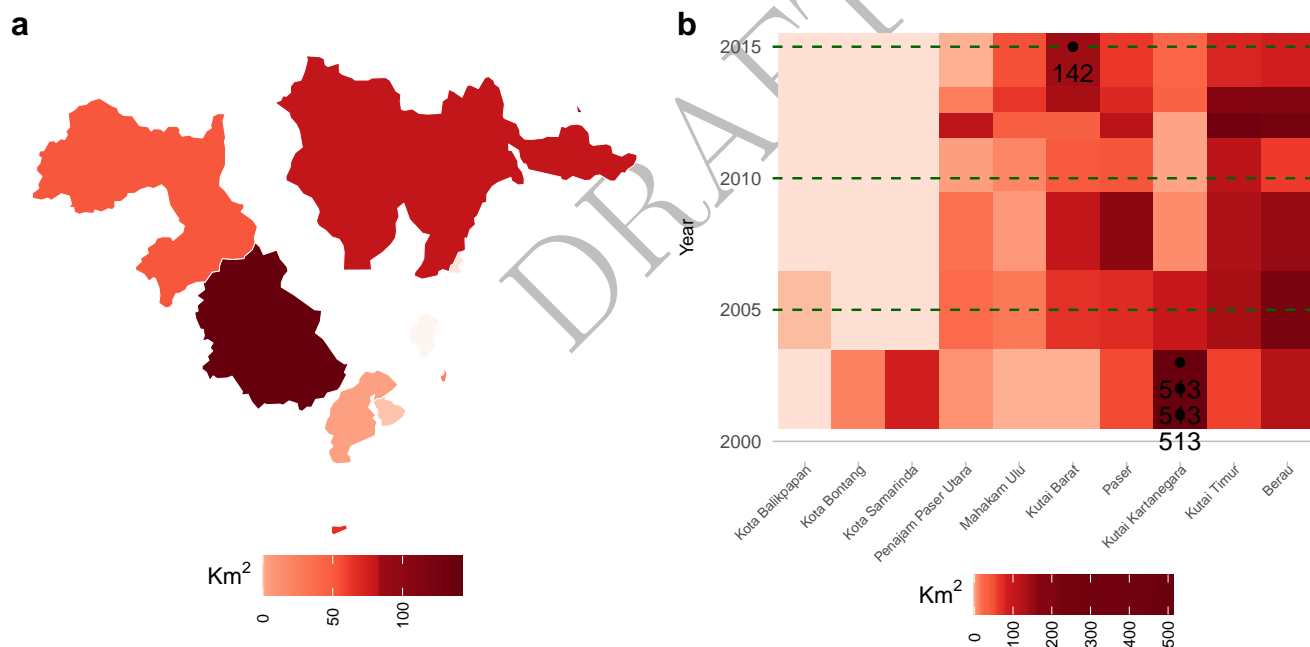 a
Km2
0
50
100
DRAFT
b
Year
2015
2010
2005
2000
142
513
513
513
Kota Balikpapan
Kota Bontang
Kota Samarinda
Penajam Paser Utara
Mahakam Ulu
Kutai Barat
Paser
Kutai Kartanegara
Kutai Timur
Berau
Km2
0
100
200
300
400
500